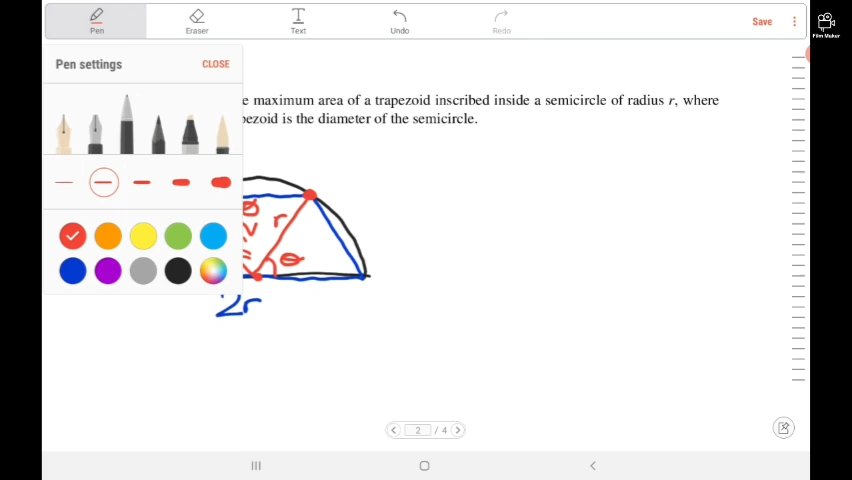 Pen
Eraser
Text
Undo
Redo
Save
Film Maker
Pen settings
CLOSE
e maximum area of a trapezoid inscribed inside a semicircle of radius r, where
pezoid is the diameter of the semicircle.
r
θ
2r
2 / 4